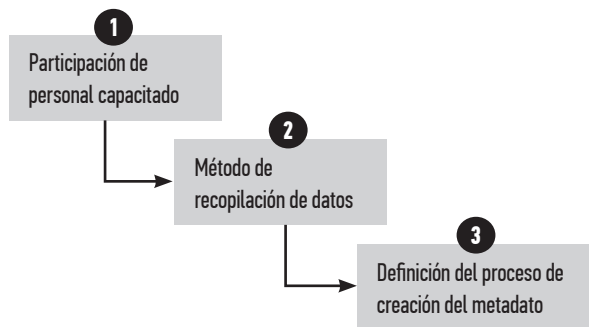 1
Participación de
personal capacitado
2
Método de
recopilación de datos
3
Definición del proceso de
creación del metadato